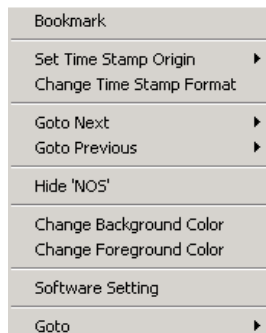 Bookmark
Set Time Stamp Origin
Change Time Stamp Format
Goto Next
Goto Previous
Hide 'NOS'
Change Background Color
Change Foreground Color
Software Setting
Goto